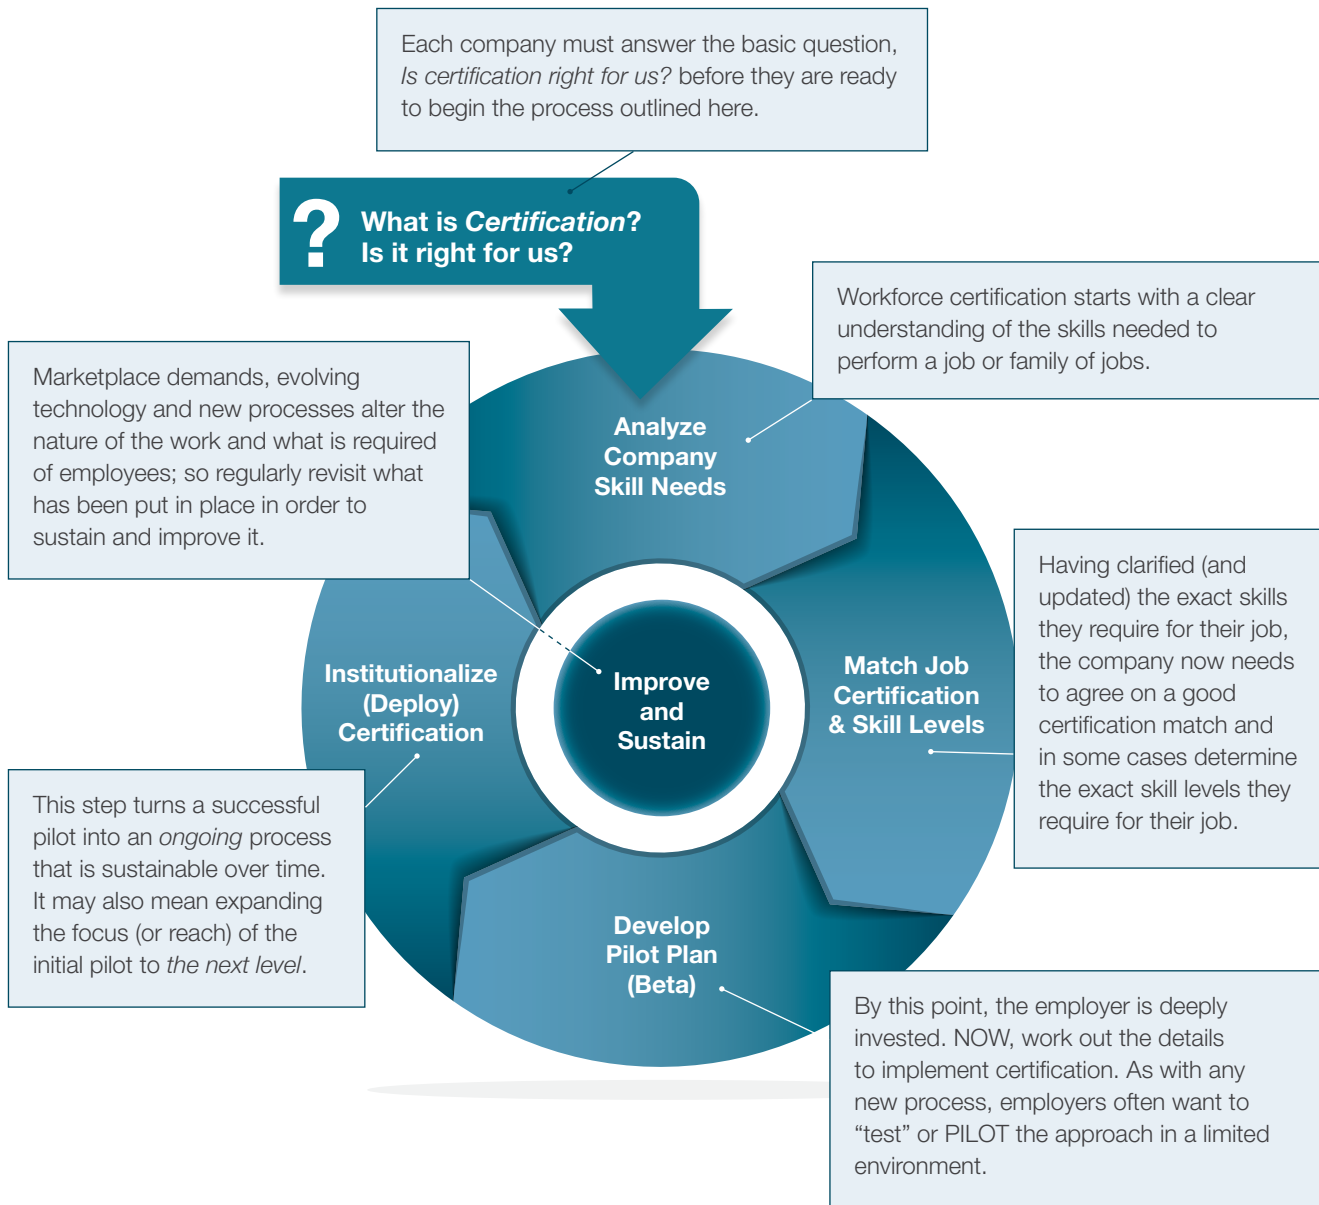 Each company must answer the basic question,
Is certification right for us? before they are ready
to begin the process outlined here.
?
What is Certification?
Is it right for us?
Workforce certification starts with a clear
understanding of the skills needed to
perform a job or family of jobs.
Marketplace demands, evolving
technology and new processes alter the
nature of the work and what is required
of employees; so regularly revisit what
has been put in place in order to
sustain and improve it.
Analyze
Company
Skill Needs
Having clarified (and
updated) the exact skills
they require for their job,
the company now needs
to agree on a good
certification match and
in some cases determine
the exact skill levels they
require for their job.
Match Job
Certification
& Skill Levels
Improve
and
Sustain
Institutionalize
(Deploy)
Certification
This step turns a successful
pilot into an ongoing process
that is sustainable over time.
It may also mean expanding
the focus (or reach) of the
initial pilot to the next level.
Develop
Pilot Plan
(Beta)
By this point, the employer is deeply
invested. NOW, work out the details
to implement certification. As with any
new process, employers often want to
“test” or PILOT the approach in a limited
environment.